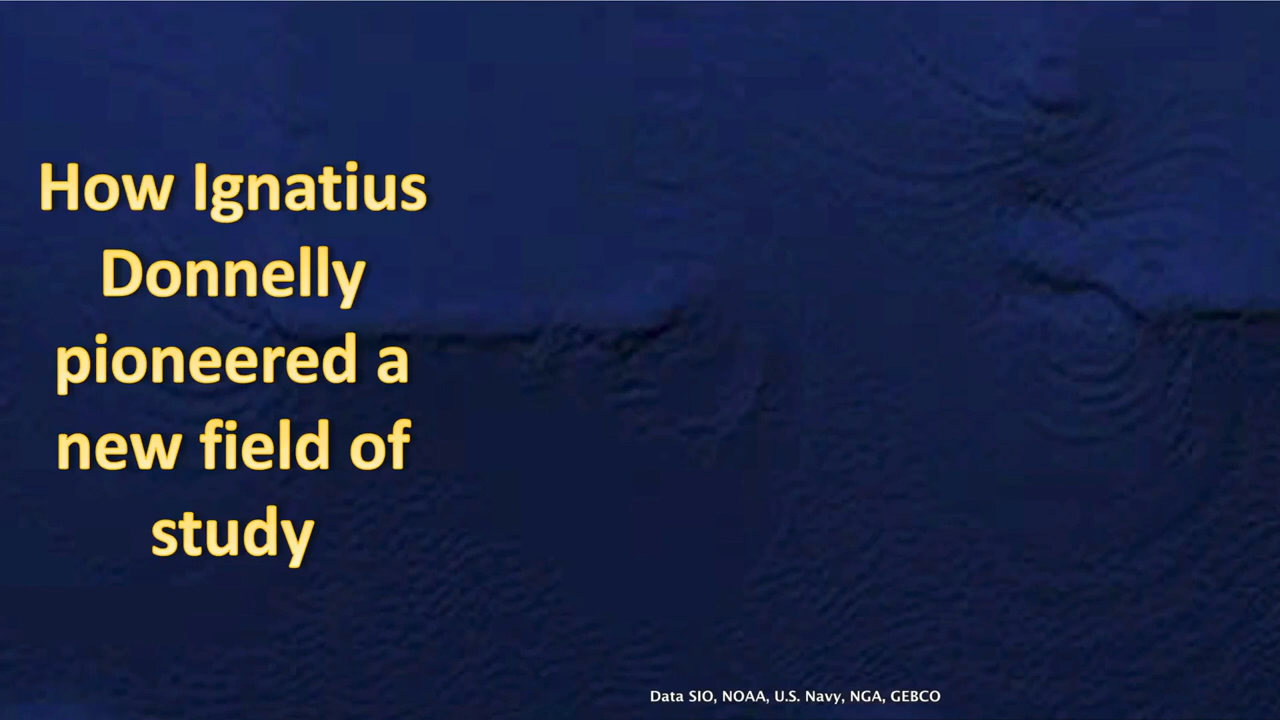 How Ignatius
Donnelly
pioneered a
new field of
study
Data SIO, NOAA, U.S. Navy, NGA, GEBCO